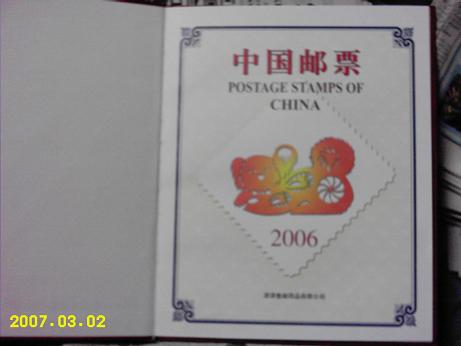 中国邮票
POSTAGE STAMPS OF
CHINA
2006
2007.03.02